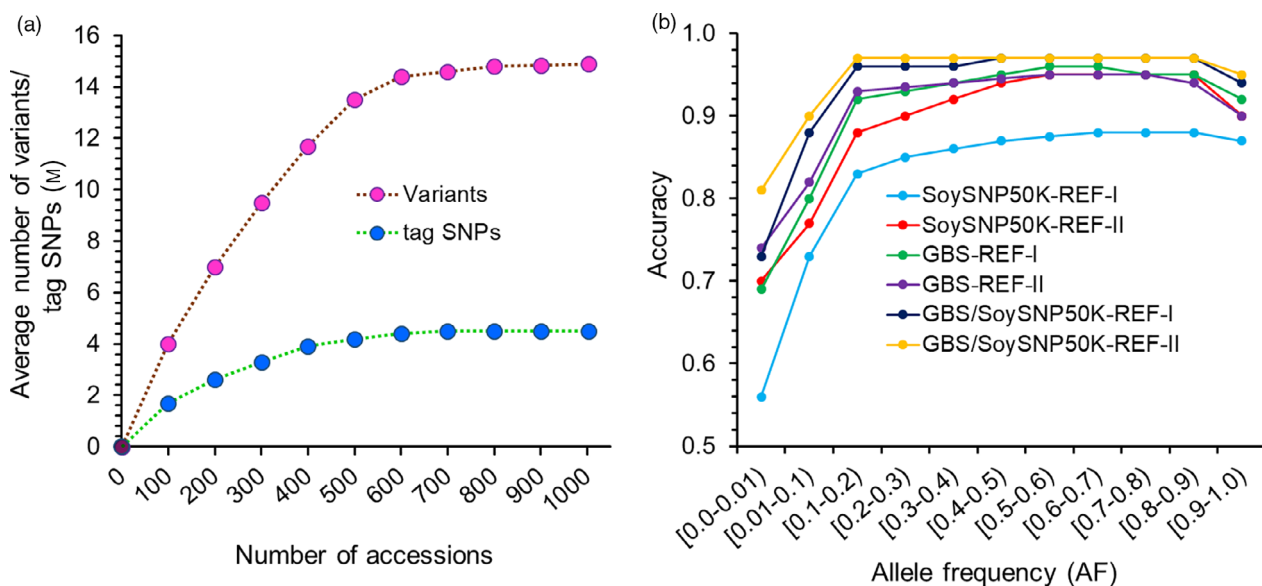 (a)
Average number of variants/
tag SNPs (M)
16
14
12
10
8
6
4
2
0
Variants
tag SNPs
0
100
200
300
400
500
600
700
800
900
1000
Number of accessions
(b)
Accuracy
1.0
0.9
0.8
0.7
0.6
0.5
SoySNP50K-REF-I
SoySNP50K-REF-II
GBS-REF-I
GBS-REF-II
GBS/SoySNP50K-REF-I
GBS/SoySNP50K-REF-II
[0.0-0.01)
[0.01-0.1)
[0.1-0.2)
[0.2-0.3)
[0.3-0.4)
[0.4-0.5)
[0.5-0.6)
[0.6-0.7)
[0.7-0.8)
[0.8-0.9)
[0.9-1.0)
Allele frequency (AF)